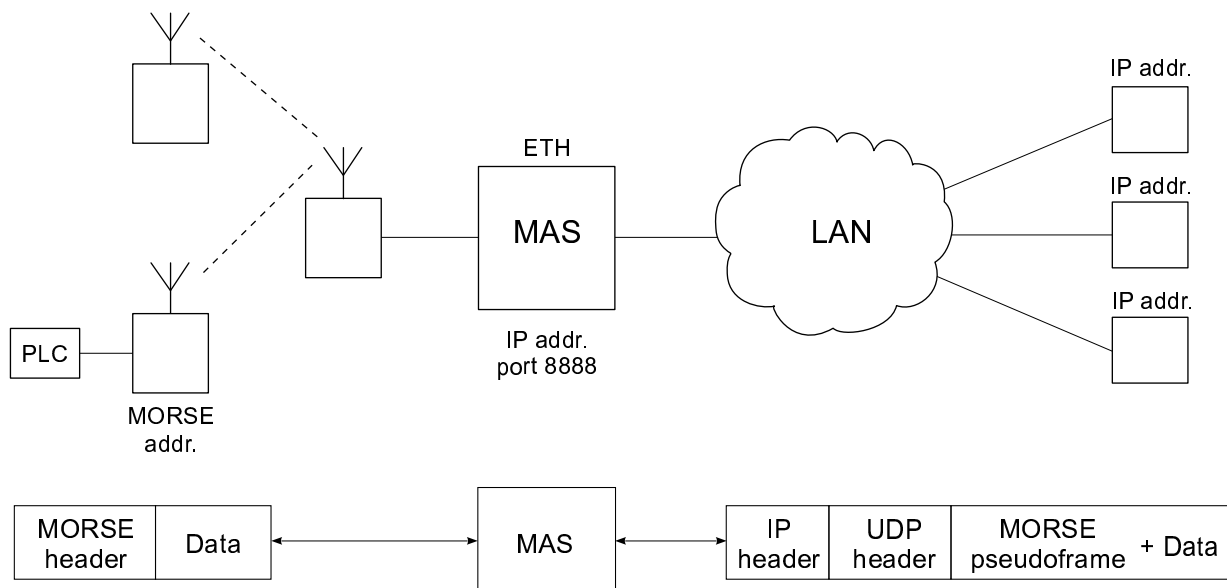 IP addr.
ETH
MAS
LAN
IP addr.
IP addr.
IP addr.
port 8888
PLC
MORSE
addr.
MORSE
header
Data
MAS
IP
header
UDP
header
MORSE
pseudoframe + Data